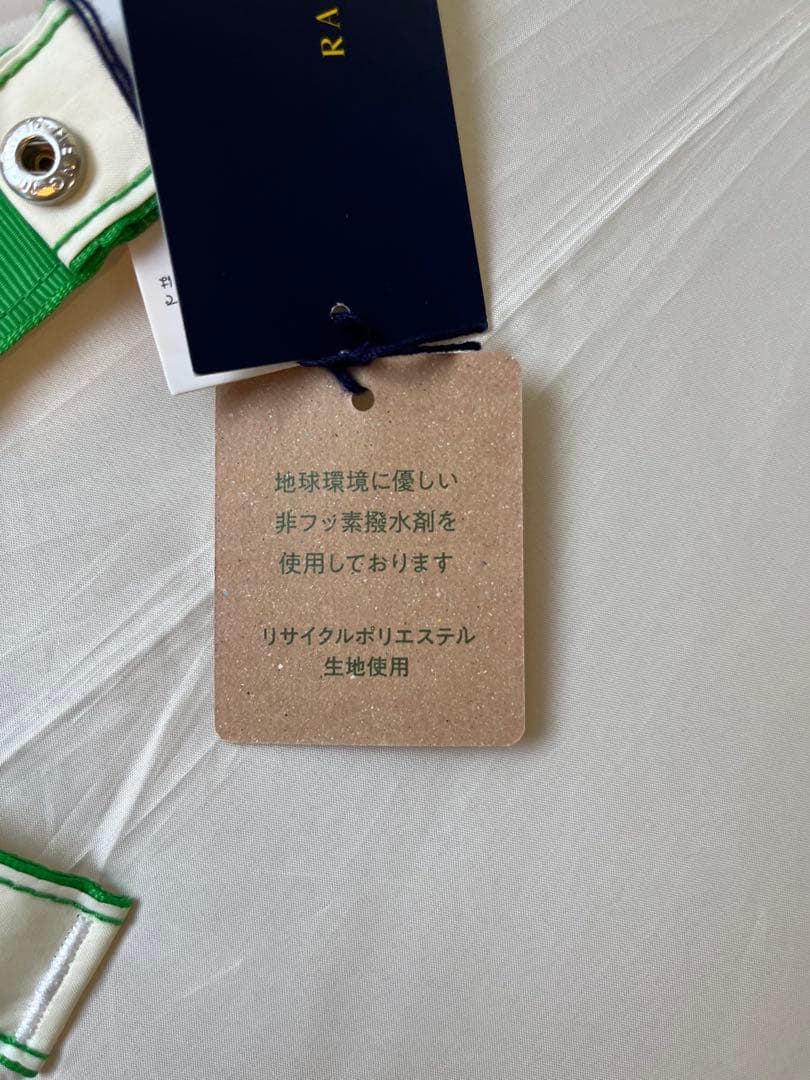 RA
地球環境に優しい
非フッ素撥水剤を
使用しております
リサイクルポリエステル
生地使用